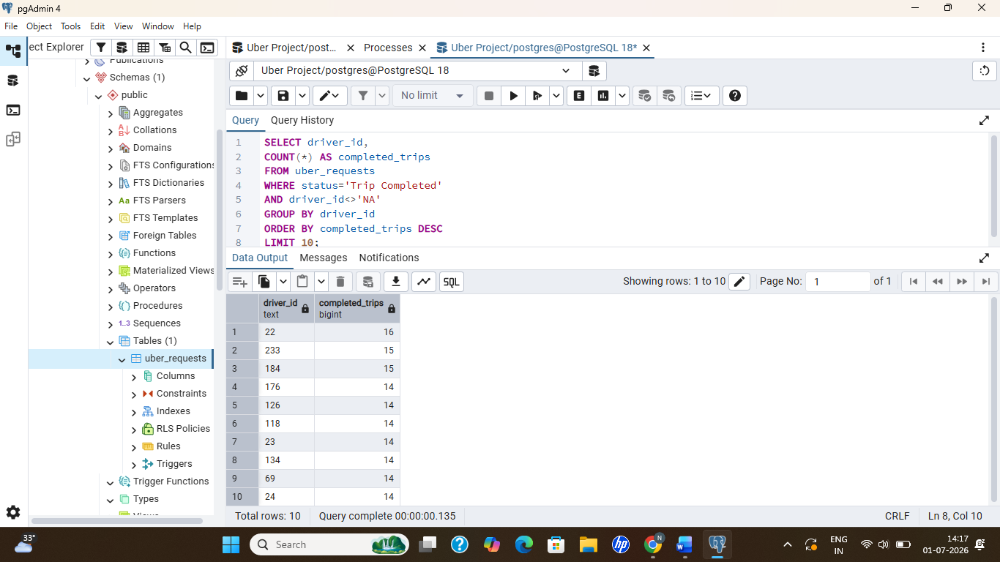 pgAdmin 4
File Object Tools Edit View Window Help
ect Explorer
Uber Project/post... Processes Uber Project/postgres@PostgreSQL 18*
Publications
Schemas (1)
public
Aggregates
Collations
Domains
FTS Configurations
FTS Dictionaries
Aa FTS Parsers
FTS Templates
Foreign Tables
Functions
Materialized Views
Operators
Procedures
1..3 Sequences
Tables (1)
uber_requests
Columns
Constraints
Indexes
RLS Policies
Rules
Triggers
Trigger Functions
Types
Uber Project/postgres@PostgreSQL 18
No limit
E
Query Query History
1 SELECT driver_id,
2 COUNT(*) AS completed_trips
3 FROM uber_requests
4 WHERE status='Trip Completed'
5 AND driver_id<>'NA'
6 GROUP BY driver_id
7 ORDER BY completed_trips DESC
8 LIMIT 10;
Data Output Messages Notifications
SQL Showing rows: 1 to 10 Page No: 1 of 1
driver_id completed_trips
text bigint
1 22 16
2 233 15
3 184 15
4 176 14
5 126 14
6 118 14
7 23 14
8 134 14
9 69 14
10 24 14
Total rows: 10 Query complete 00:00:00.135 CRLF Ln 8, Col 10
33°
Search
hp
N
W
ENG
IN
14:17
01-07-2026